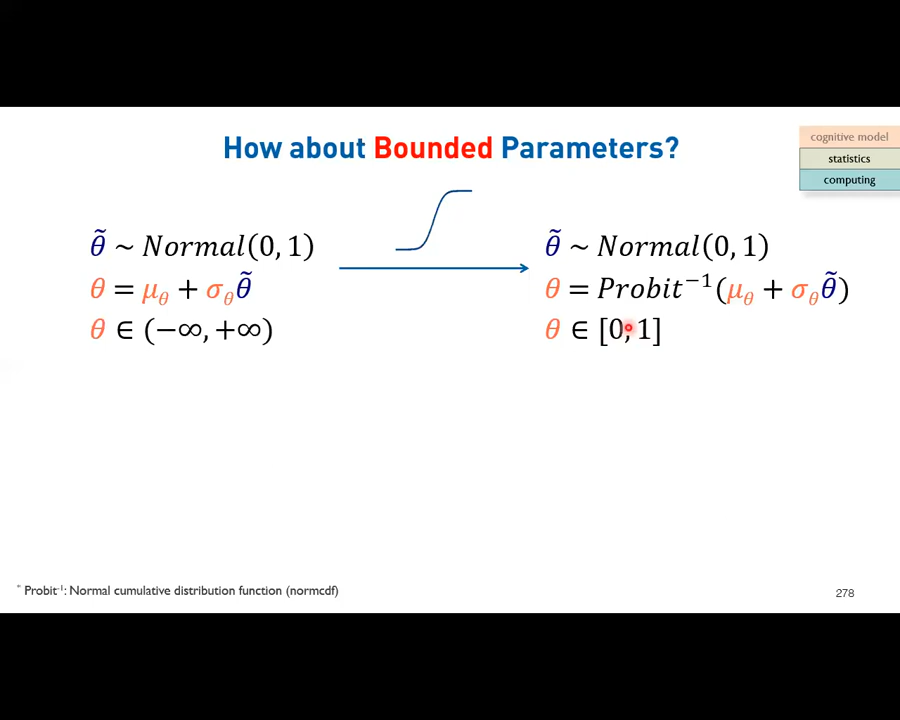 How about Bounded Parameters?
cognitive model
statistics
computing
θ̃ ~ Normal(0, 1)
θ = μ_θ + σ_θ θ̃
θ ∈ (−∞, +∞)
θ̃ ~ Normal(0, 1)
θ = Probit⁻¹(μ_θ + σ_θ θ̃)
θ ∈ [0, 1]
* Probit⁻¹: Normal cumulative distribution function (normcdf)
278